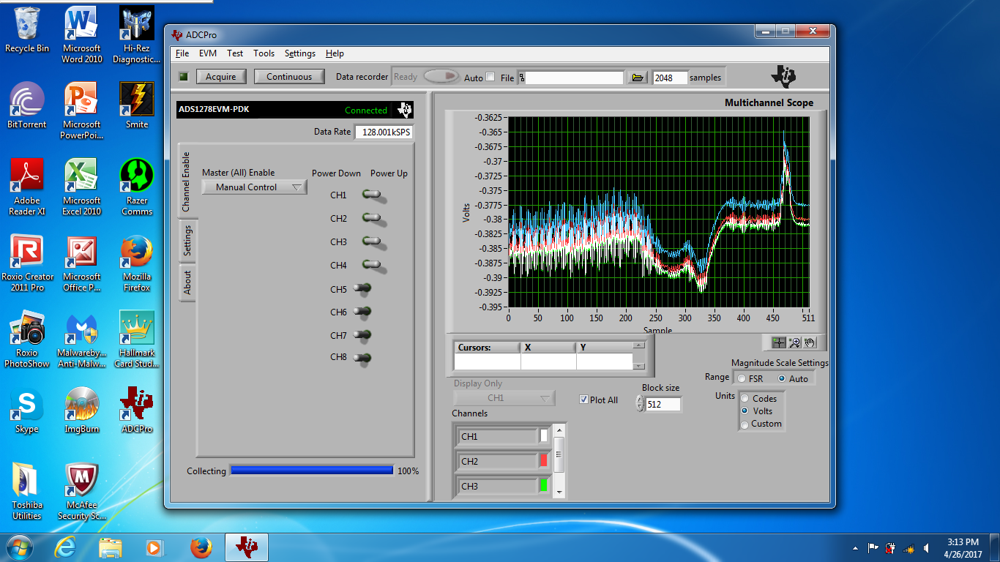 Recycle Bin
Microsoft
Word 2010
Hi-Rez
Diagnostic...
BitTorrent
Microsoft
PowerPoi...
Smite
Adobe
Reader XI
Microsoft
Excel 2010
Razer
Comms
Roxio Creator
2011 Pro
Microsoft
Office P...
Mozilla
Firefox
Roxio
PhotoShow
Malwareby...
Anti-Malw...
Hallmark
Card Stud...
Skype
ImgBurn
ADCPro
Toshiba
Utilities
McAfee
Security Sc...
ADCPro
File EVM Test Tools Settings Help
Acquire Continuous Data recorder Ready Auto File 2048 samples
ADS1278EVM-PDK Connected
Data Rate 128.001kSPS
Channel Enable
Settings
About
Master (All) Enable Power Down Power Up
Manual Control
CH1
CH2
CH3
CH4
CH5
CH6
CH7
CH8
Collecting 100%
Multichannel Scope
Volts
-0.3625
-0.365
-0.3675
-0.37
-0.3725
-0.375
-0.3775
-0.38
-0.3825
-0.385
-0.3875
-0.39
-0.3925
-0.395
0 50 100 150 200 250 300 350 400 450 511
Sample
Cursors: X Y
Magnitude Scale Settings
Range FSR Auto
Units Codes
Volts
Custom
Display Only
CH1
Plot All
Block size
512
Channels
CH1
CH2
CH3
3:13 PM
4/26/2017